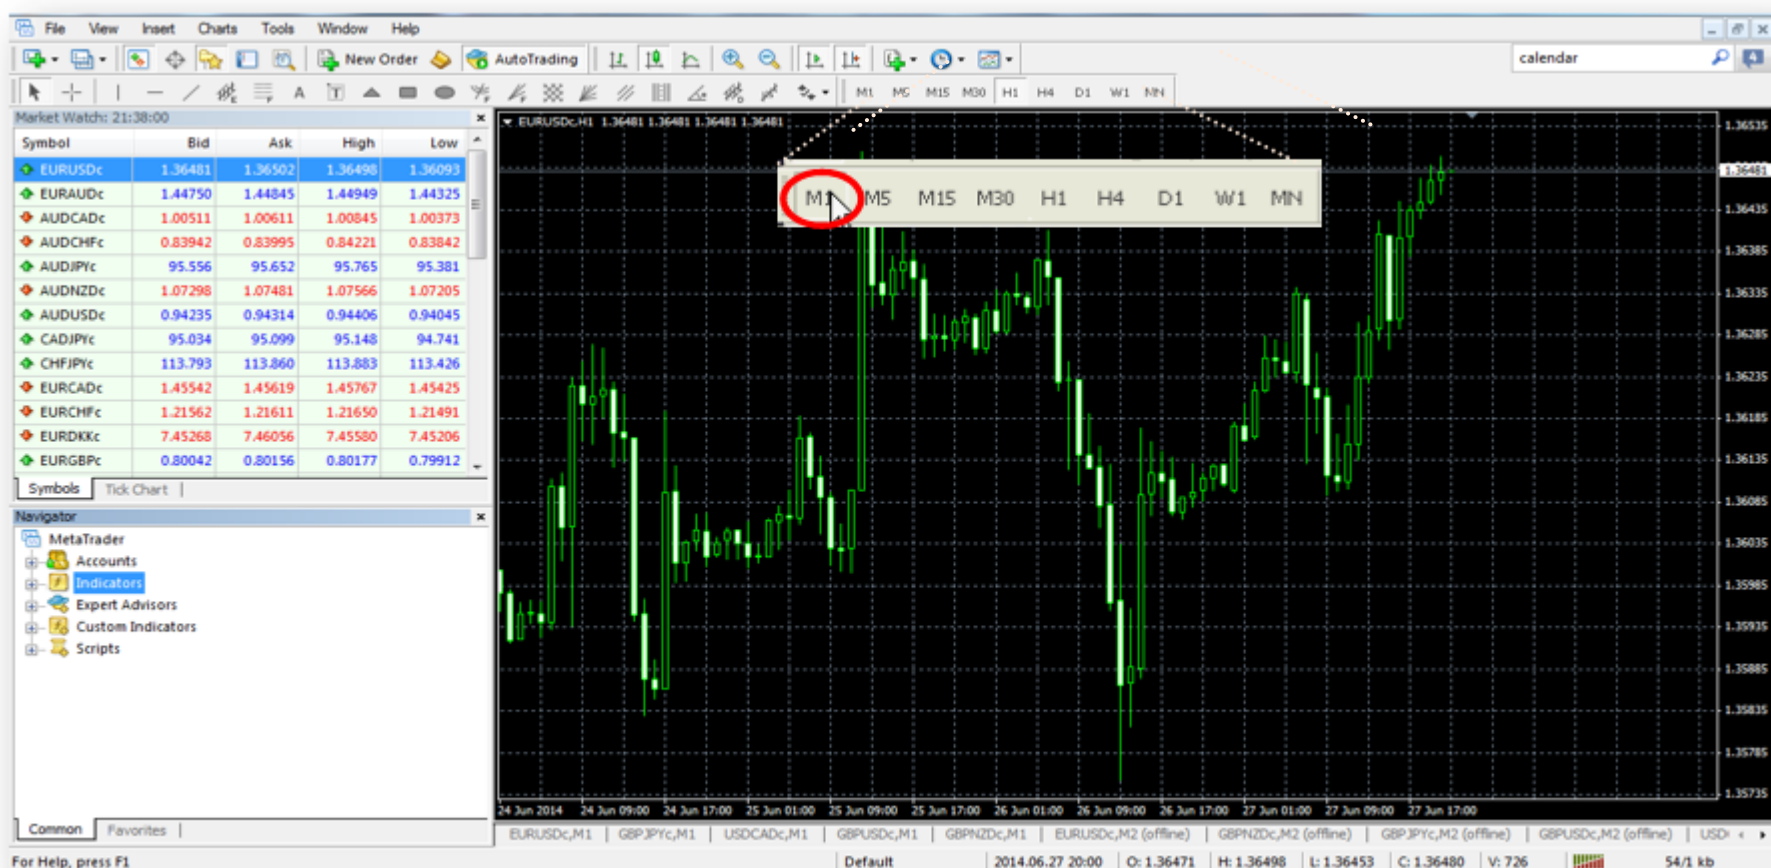 File View Insert Charts Tools Window Help
New Order AutoTrading calendar
A T M1 M5 M15 M30 H1 H4 D1 W1 MN
Market Watch: 21:38:00
Symbol Bid Ask High Low
EURUSDc 1.36481 1.36502 1.36498 1.36093
EURAUDc 1.44750 1.44845 1.44949 1.44325
AUDCADc 1.00511 1.00611 1.00845 1.00373
AUDCHFc 0.83942 0.83995 0.84221 0.83842
AUDJPYc 95.556 95.652 95.765 95.381
AUDNZDc 1.07298 1.07481 1.07566 1.07205
AUDUSDc 0.94235 0.94314 0.94406 0.94045
CADJPYc 95.034 95.099 95.148 94.741
CHFJPYc 113.793 113.860 113.883 113.426
EURCADc 1.45542 1.45619 1.45767 1.45425
EURCHFc 1.21562 1.21611 1.21650 1.21491
EURDKKc 7.45268 7.46056 7.45580 7.45206
EURGBPc 0.80042 0.80156 0.80177 0.79912
Symbols Tick Chart
Navigator
MetaTrader
Accounts
Indicators
Expert Advisors
Custom Indicators
Scripts
Common Favorites
EURUSDc,H1 1.36481 1.36481 1.36481 1.36481
M1 M5 M15 M30 H1 H4 D1 W1 MN
1.36535
1.36481
1.36435
1.36385
1.36335
1.36285
1.36235
1.36185
1.36135
1.36085
1.36035
1.35985
1.35935
1.35885
1.35835
1.35785
1.35735
24 Jun 2014 24 Jun 09:00 24 Jun 17:00 25 Jun 01:00 25 Jun 09:00 25 Jun 17:00 26 Jun 01:00 26 Jun 09:00 26 Jun 17:00 27 Jun 01:00 27 Jun 09:00 27 Jun 17:00
EURUSDc,M1 GBPJPYc,M1 USDCADc,M1 GBPUSDc,M1 GBPNZDc,M1 EURUSDc,M2 (offline) GBPNZDc,M2 (offline) GBPJPYc,M2 (offline) GBPUSDc,M2 (offline) USD
For Help, press F1 Default 2014.06.27 20:00 O: 1.36471 H: 1.36498 L: 1.36453 C: 1.36480 V: 726 54/1 kb